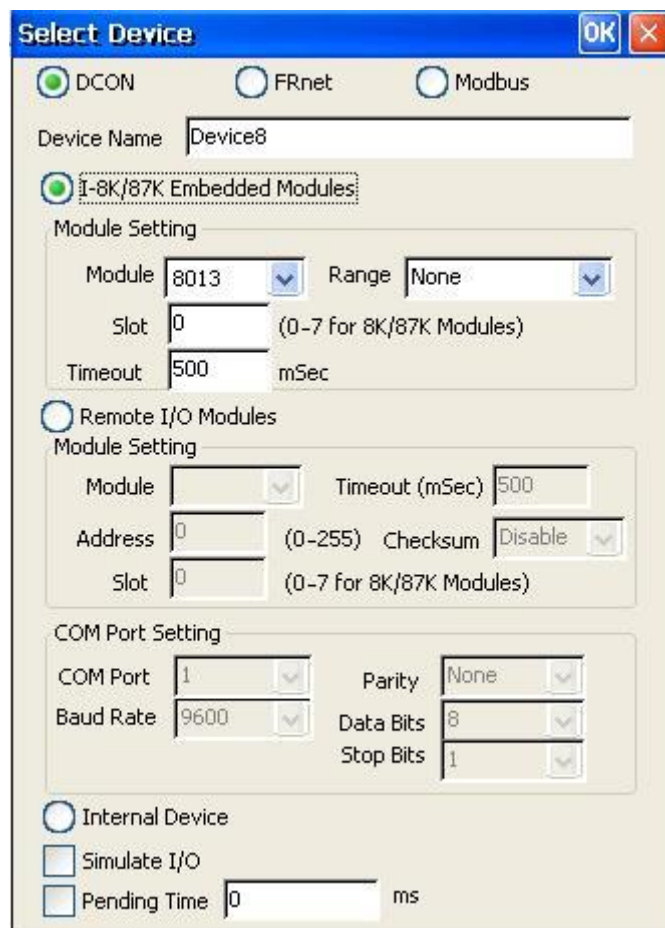 Select Device OK
DCON FRnet Modbus
Device Name Device8
I-8K/87K Embedded Modules
Module Setting
Module 8013 Range None
Slot 0 (0-7 for 8K/87K Modules)
Timeout 500 mSec
Remote I/O Modules
Module Setting
Module Timeout (mSec) 500
Address 0 (0-255) Checksum Disable
Slot 0 (0-7 for 8K/87K Modules)
COM Port Setting
COM Port 1 Parity None
Baud Rate 9600 Data Bits 8
Stop Bits 1
Internal Device
Simulate I/O
Pending Time 0 ms